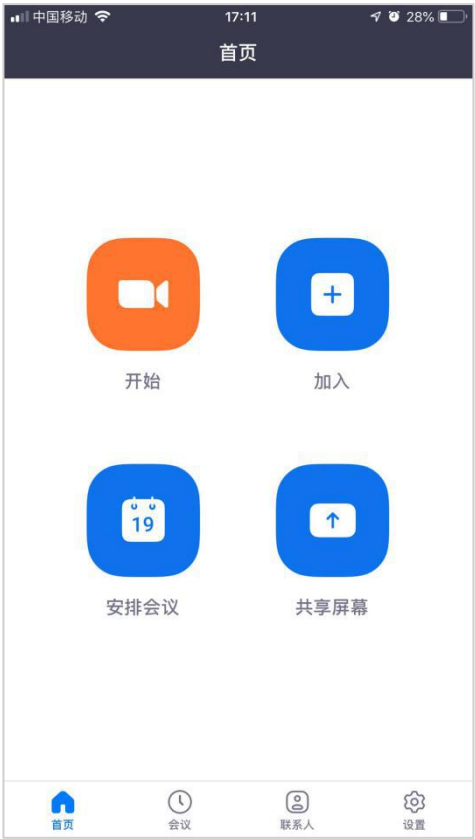 中国移动 17:11 28%
首页
开始 加入
19
安排会议 共享屏幕
首页 会议 联系人 设置